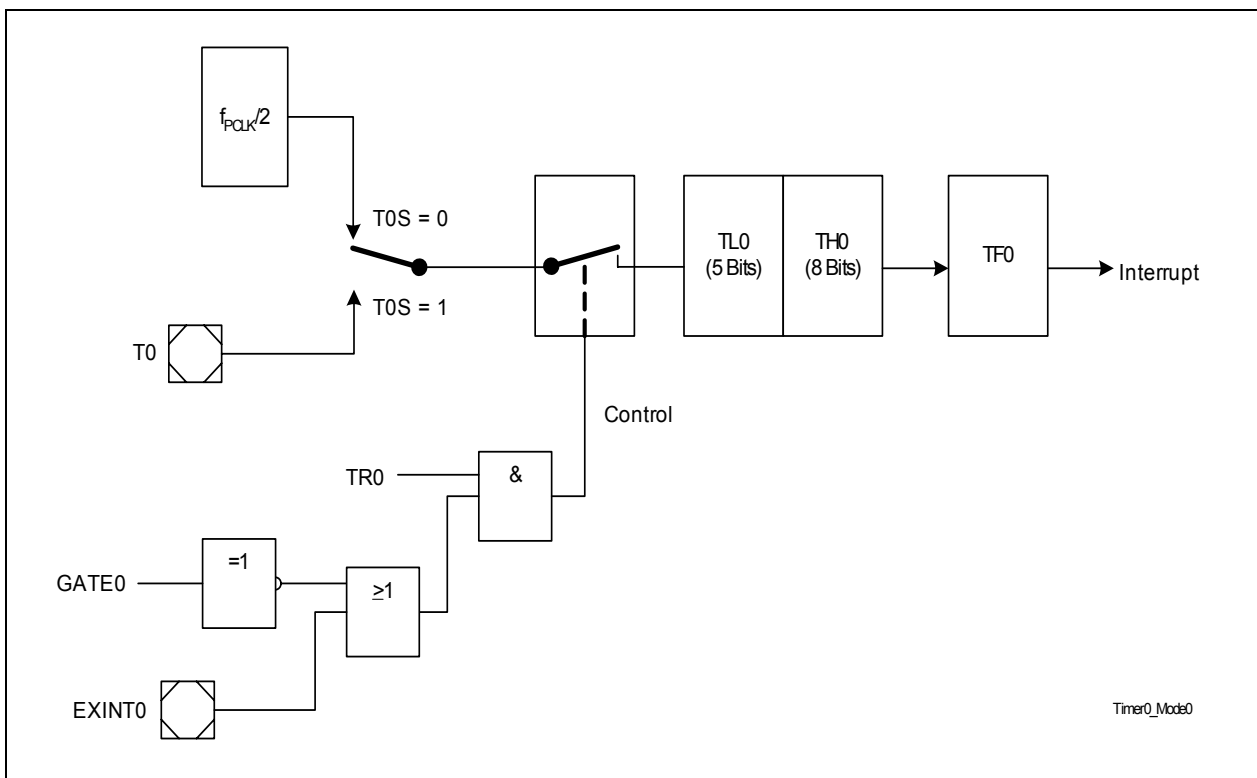 fPCLK/2
T0S = 0
TL0
(5 Bits)
TH0
(8 Bits)
TF0
Interrupt
T0S = 1
T0
Control
TR0
&
=1
GATE0
≥1
EXINT0
Timer0_Mode0